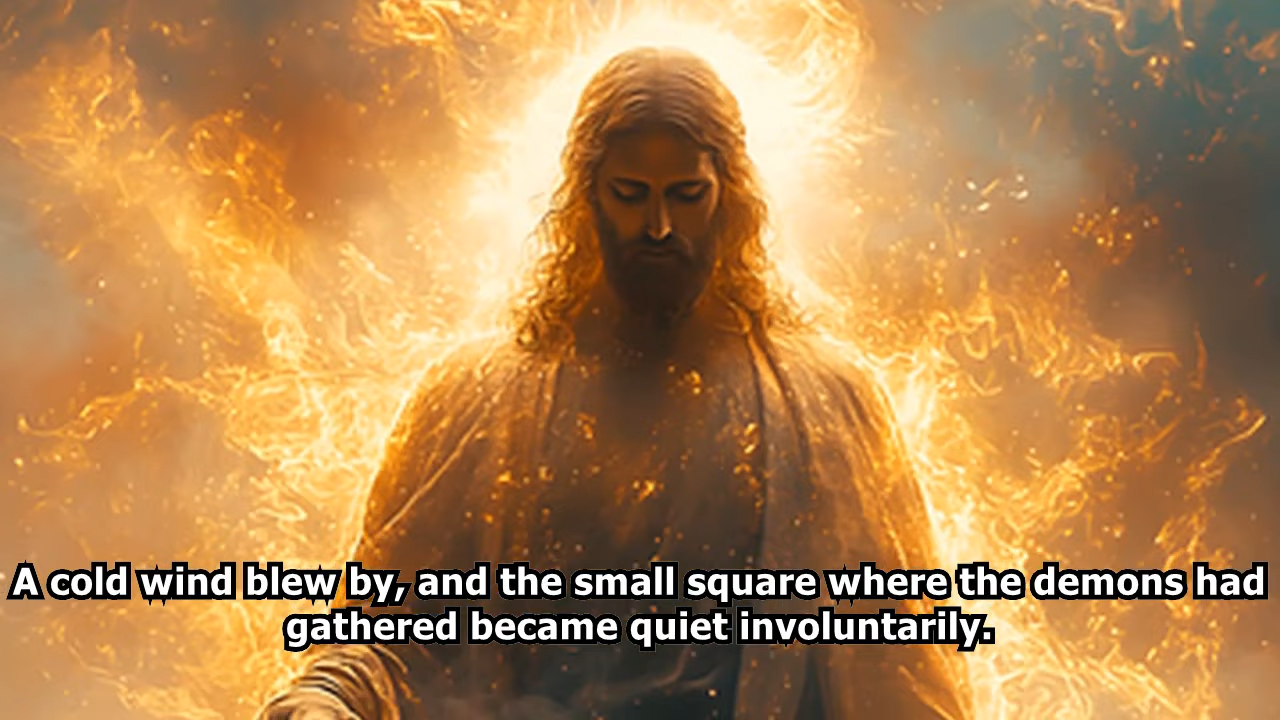 A cold wind blew by, and the small square where the demons had
gathered became quiet involuntarily.